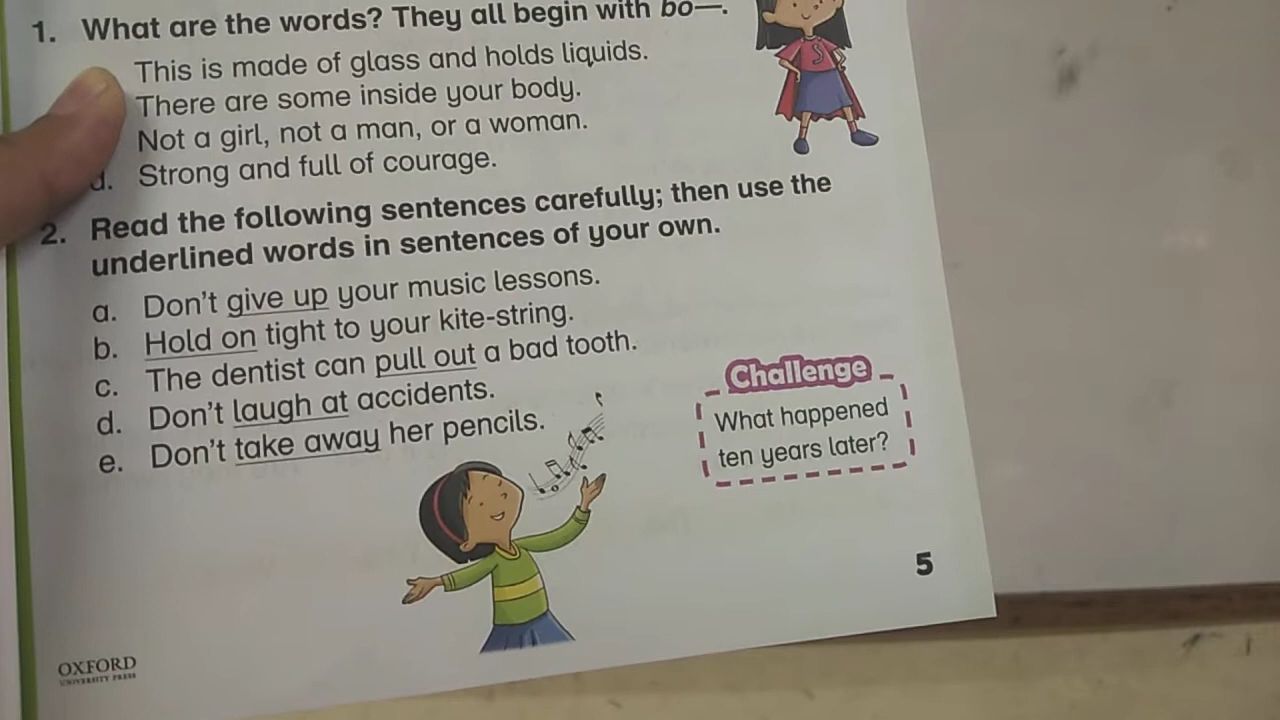 1. What are the words? They all begin with bo—.
This is made of glass and holds liquids.
There are some inside your body.
Not a girl, not a man, or a woman.
d. Strong and full of courage.
2. Read the following sentences carefully; then use the
underlined words in sentences of your own.
a. Don't give up your music lessons.
b. Hold on tight to your kite-string.
c. The dentist can pull out a bad tooth.
d. Don't laugh at accidents.
e. Don't take away her pencils.
Challenge
What happened
ten years later?
S
5
OXFORD
UNIVERSITY PRESS